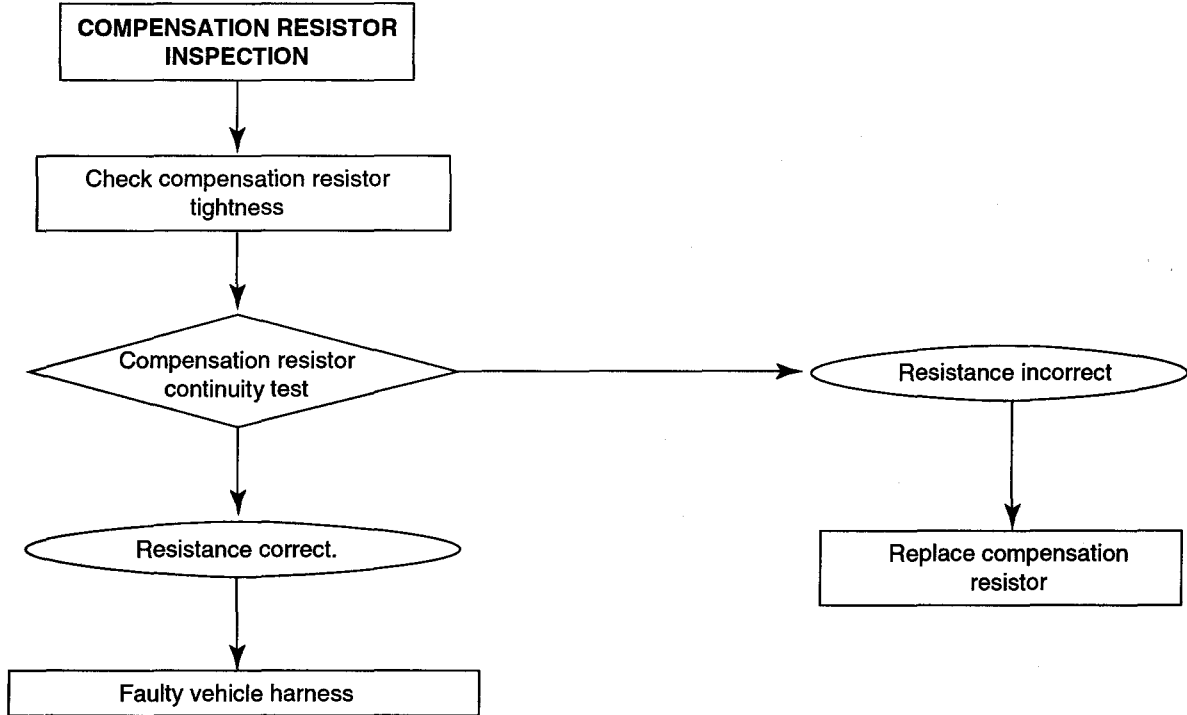 COMPENSATION RESISTOR
INSPECTION
Check compensation resistor
tightness
Compensation resistor
continuity test
Resistance incorrect
Resistance correct.
Replace compensation
resistor
Faulty vehicle harness